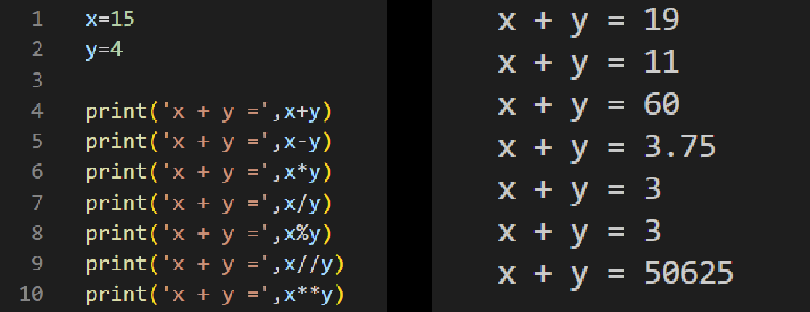 1 x=15
2 y=4
3
4 print('x + y =',x+y)
5 print('x + y =',x-y)
6 print('x + y =',x*y)
7 print('x + y =',x/y)
8 print('x + y =',x%y)
9 print('x + y =',x//y)
10 print('x + y =',x**y)
x + y = 19
x + y = 11
x + y = 60
x + y = 3.75
x + y = 3
x + y = 3
x + y = 50625